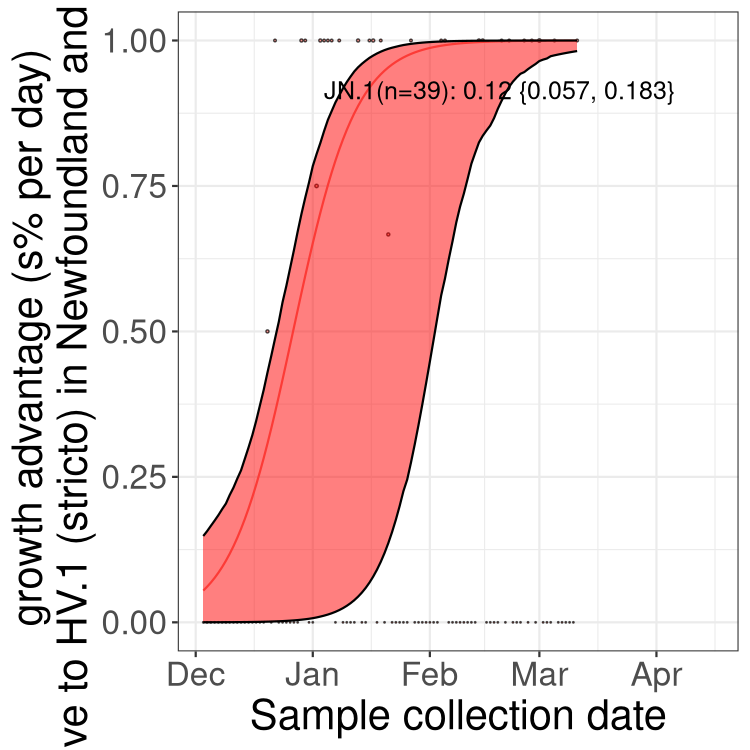 growth advantage (s% per day)
ve to HV.1 (stricto) in Newfoundland and
1.00
0.75
0.50
0.25
0.00
JN.1(n=39): 0.12 {0.057, 0.183}
Dec Jan Feb Mar Apr
Sample collection date